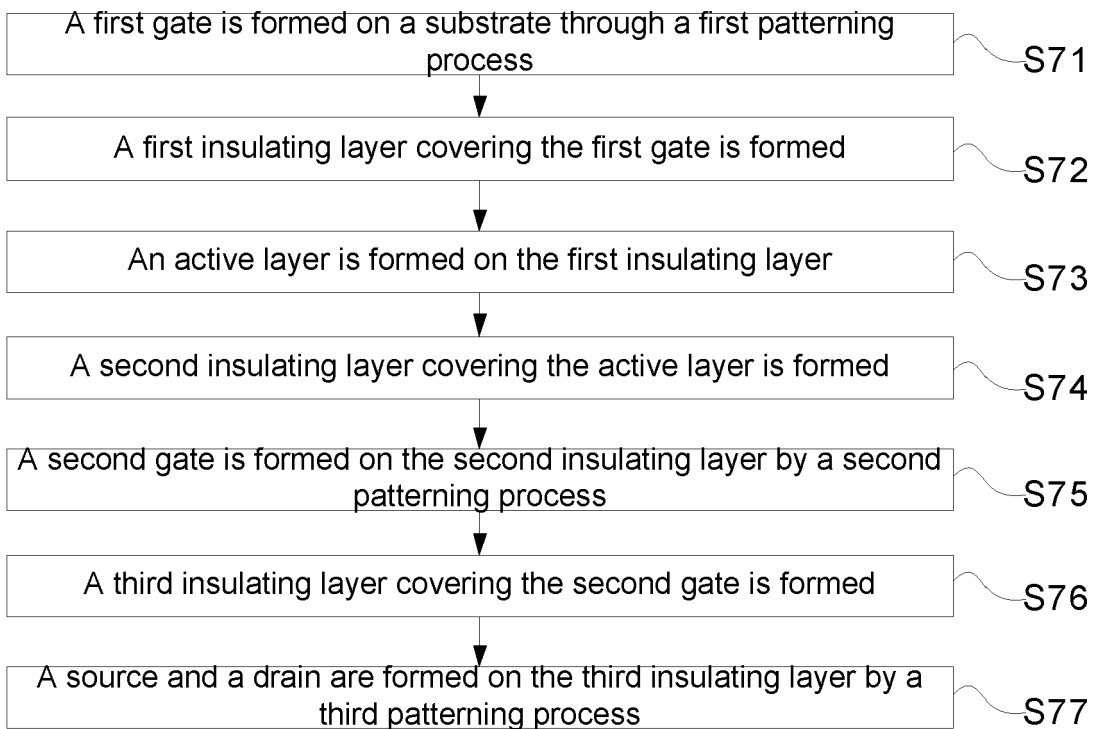 A first gate is formed on a substrate through a first patterning
process
S71
A first insulating layer covering the first gate is formed
S72
An active layer is formed on the first insulating layer
S73
A second insulating layer covering the active layer is formed
S74
A second gate is formed on the second insulating layer by a second
patterning process
S75
A third insulating layer covering the second gate is formed
S76
A source and a drain are formed on the third insulating layer by a
third patterning process
S77